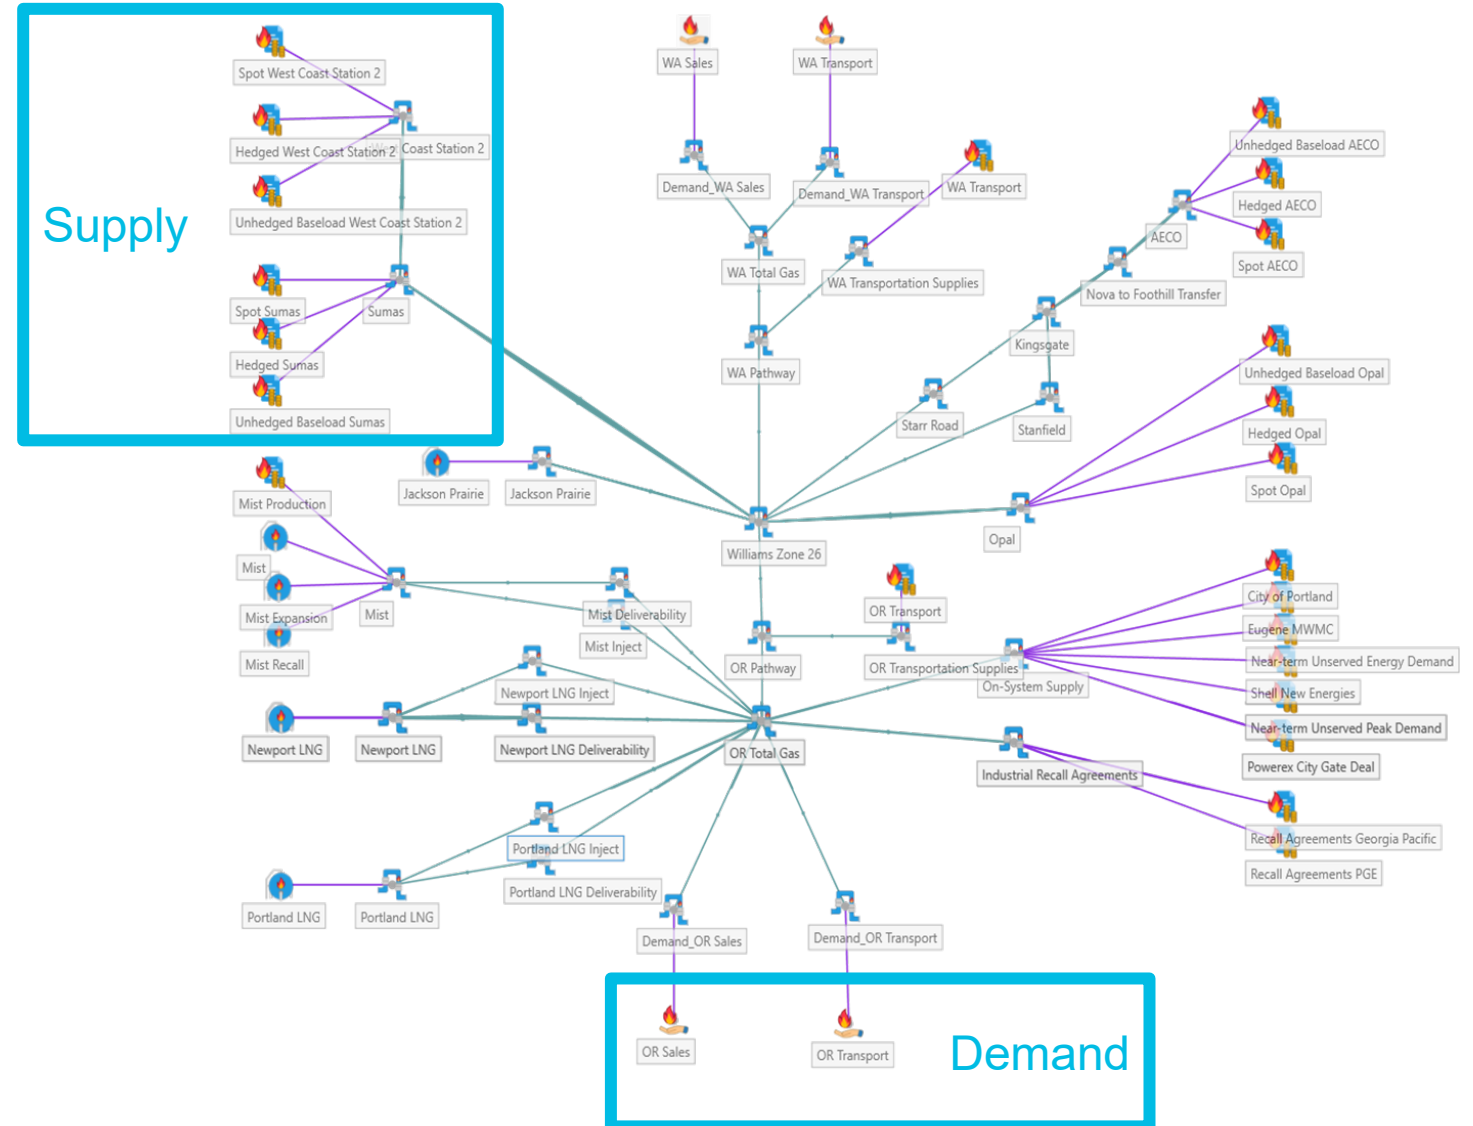 Supply
Spot West Coast Station 2
Hedged West Coast Station 2
Coast Station 2
Unhedged Baseload West Coast Station 2
Spot Sumas
Sumas
Hedged Sumas
Unhedged Baseload Sumas
WA Sales
WA Transport
Demand_WA Sales
Demand_WA Transport
WA Transport
WA Total Gas
WA Transportation Supplies
WA Pathway
Unhedged Baseload AECO
Hedged AECO
AECO
Spot AECO
Nova to Foothill Transfer
Kingsgate
Starr Road
Stanfield
Unhedged Baseload Opal
Hedged Opal
Spot Opal
Opal
Jackson Prairie
Jackson Prairie
Williams Zone 26
Mist Production
Mist
Mist Expansion
Mist
Mist Recall
Mist Deliverability
Mist Inject
OR Transport
OR Pathway
OR Transportation Supplies
On-System Supply
City of Portland
Eugene MWMC
Near-term Unserved Energy Demand
Shell New Energies
Near-term Unserved Peak Demand
Powerex City Gate Deal
Newport LNG Inject
Newport LNG
Newport LNG
Newport LNG Deliverability
OR Total Gas
Industrial Recall Agreements
Recall Agreements Georgia Pacific
Recall Agreements PGE
Portland LNG Inject
Portland LNG Deliverability
Portland LNG
Portland LNG
Demand_OR Sales
Demand_OR Transport
OR Sales
OR Transport
Demand